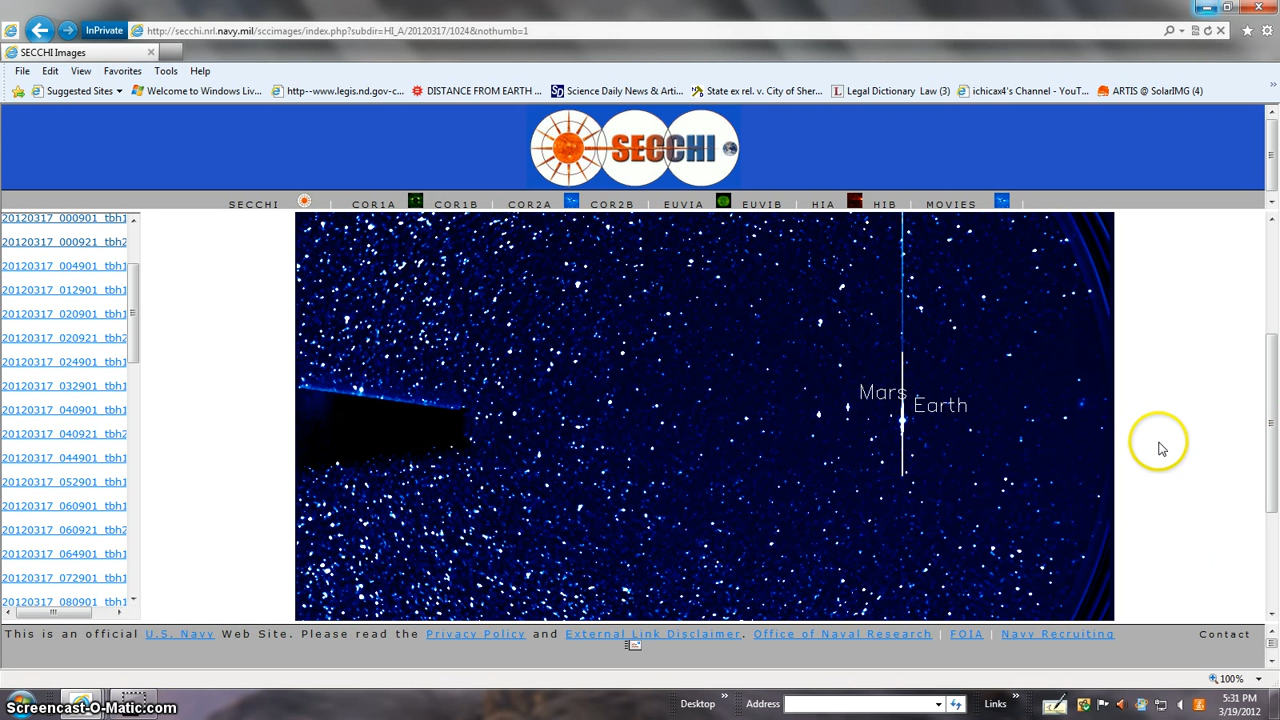 InPrivate
http://secchi.nrl.navy.mil/sccimages/index.php?subdir=HI_A/20120317/1024&nothumb=1
SECCHI Images
File Edit View Favorites Tools Help
Suggested Sites Welcome to Windows Liv... http--www.legis.nd.gov-c... DISTANCE FROM EARTH ... Science Daily News & Arti... State ex rel. v. City of Sher... Legal Dictionary Law (3) ichicax4's Channel - YouT... ARTIS @ SolarIMG (4)
SECCHI
SECCHI | COR1A COR1B | COR2A COR2B | EUVIA EUVIB | HIA HIB | MOVIES |
20120317_000901_tbh1
20120317_000921_tbh2
20120317_004901_tbh1
20120317_012901_tbh1
20120317_020901_tbh1
20120317_020921_tbh2
20120317_024901_tbh1
20120317_032901_tbh1
20120317_040901_tbh1
20120317_040921_tbh2
20120317_044901_tbh1
20120317_052901_tbh1
20120317_060901_tbh1
20120317_060921_tbh2
20120317_064901_tbh1
20120317_072901_tbh1
20120317_080901_tbh1
Mars
Earth
This is an official U.S. Navy Web Site. Please read the Privacy Policy and External Link Disclaimer. Office of Naval Research | FOIA | Navy Recruiting Contact
100%
Screencast-O-Matic.com
Desktop Address Links
5:31 PM
3/19/2012